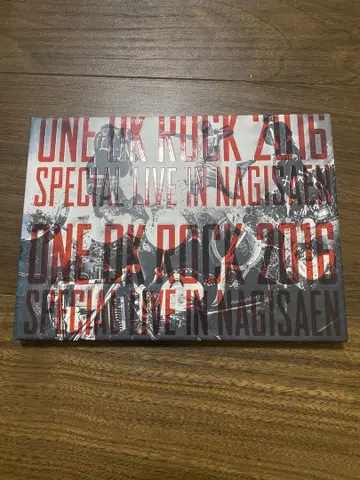 ONE OK ROCK 2016
SPECIAL LIVE IN NAGISAEN
ONE OK ROCK 2016
SPECIAL LIVE IN NAGISAEN